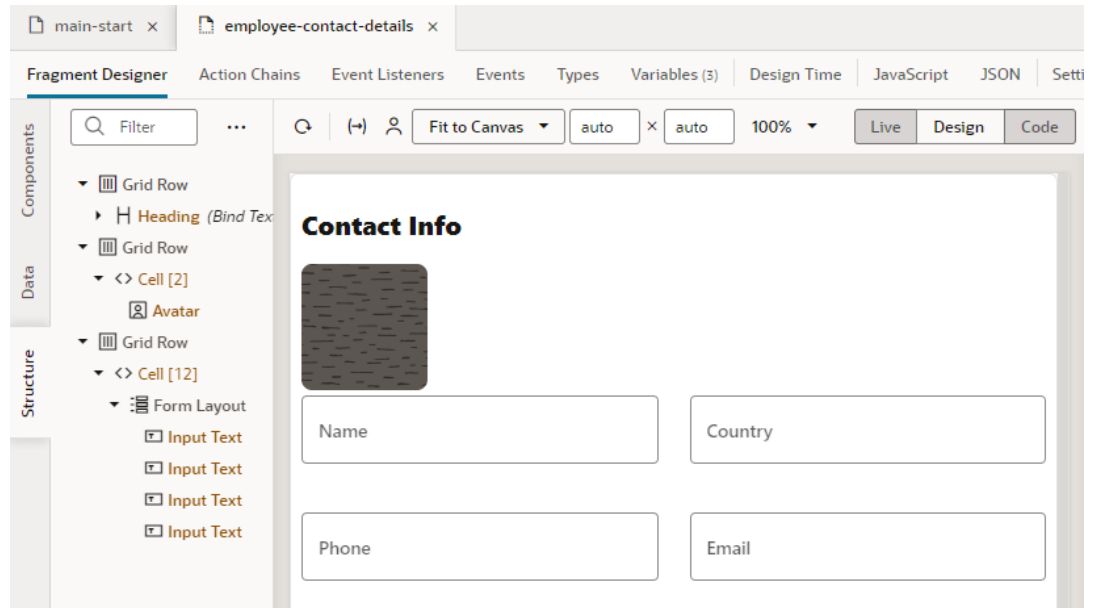 main-start × employee-contact-details ×
Fragment Designer Action Chains Event Listeners Events Types Variables (3) Design Time JavaScript JSON Setti
Components
Data
Structure
Filter ...
Fit to Canvas auto × auto 100% Live Design Code
Grid Row
Heading (Bind Tex
Grid Row
Cell [2]
Avatar
Grid Row
Cell [12]
Form Layout
Input Text
Input Text
Input Text
Input Text
Contact Info
Name Country
Phone Email